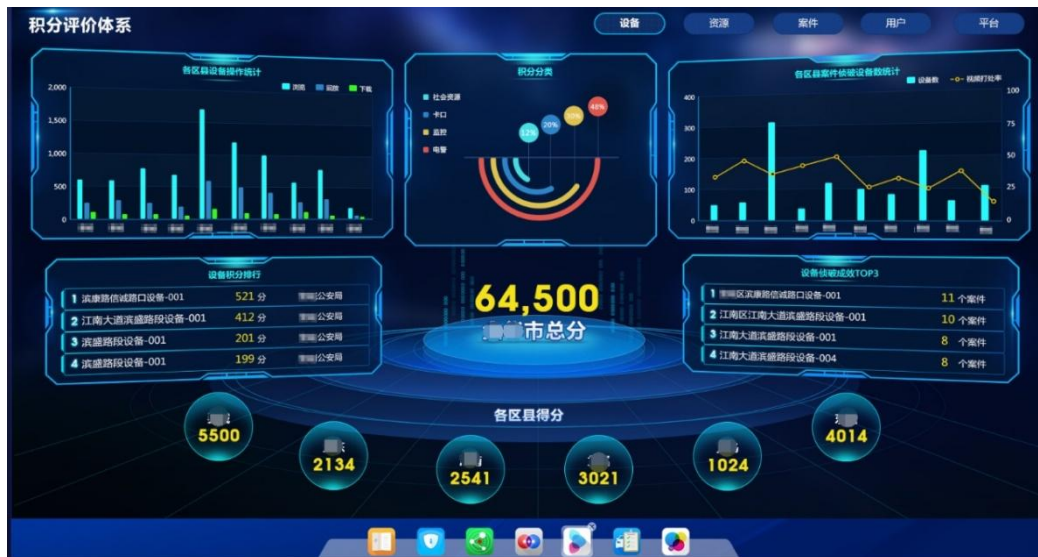 积分评价体系
设备
资源
案件
用户
平台
各区县设备操作统计
浏览
回放
下载
2,000
1,500
1,000
500
0
积分分类
社会资源
卡口
监控
电警
12%
20%
48%
各区县案件侦破设备数统计
设备数
视频打处率
400
300
200
100
0
100
75
50
25
0
设备积分排行
1 滨康路信诚路口设备-001 521 分 公安局
2 江南大道滨盛路段设备-001 412 分 公安局
3 滨盛路段设备-001 201 分 公安局
4 滨盛路段设备-001 199 分 公安局
64,500
市总分
设备侦破成效TOP3
1 区滨康路信诚路口设备-001 11 个案件
2 江南区江南大道滨盛路段设备-001 10 个案件
3 江南大道滨盛路段设备-001 8 个案件
4 江南大道滨盛路段设备-004 8 个案件
各区县得分
5500
2134
2541
3021
1024
4014